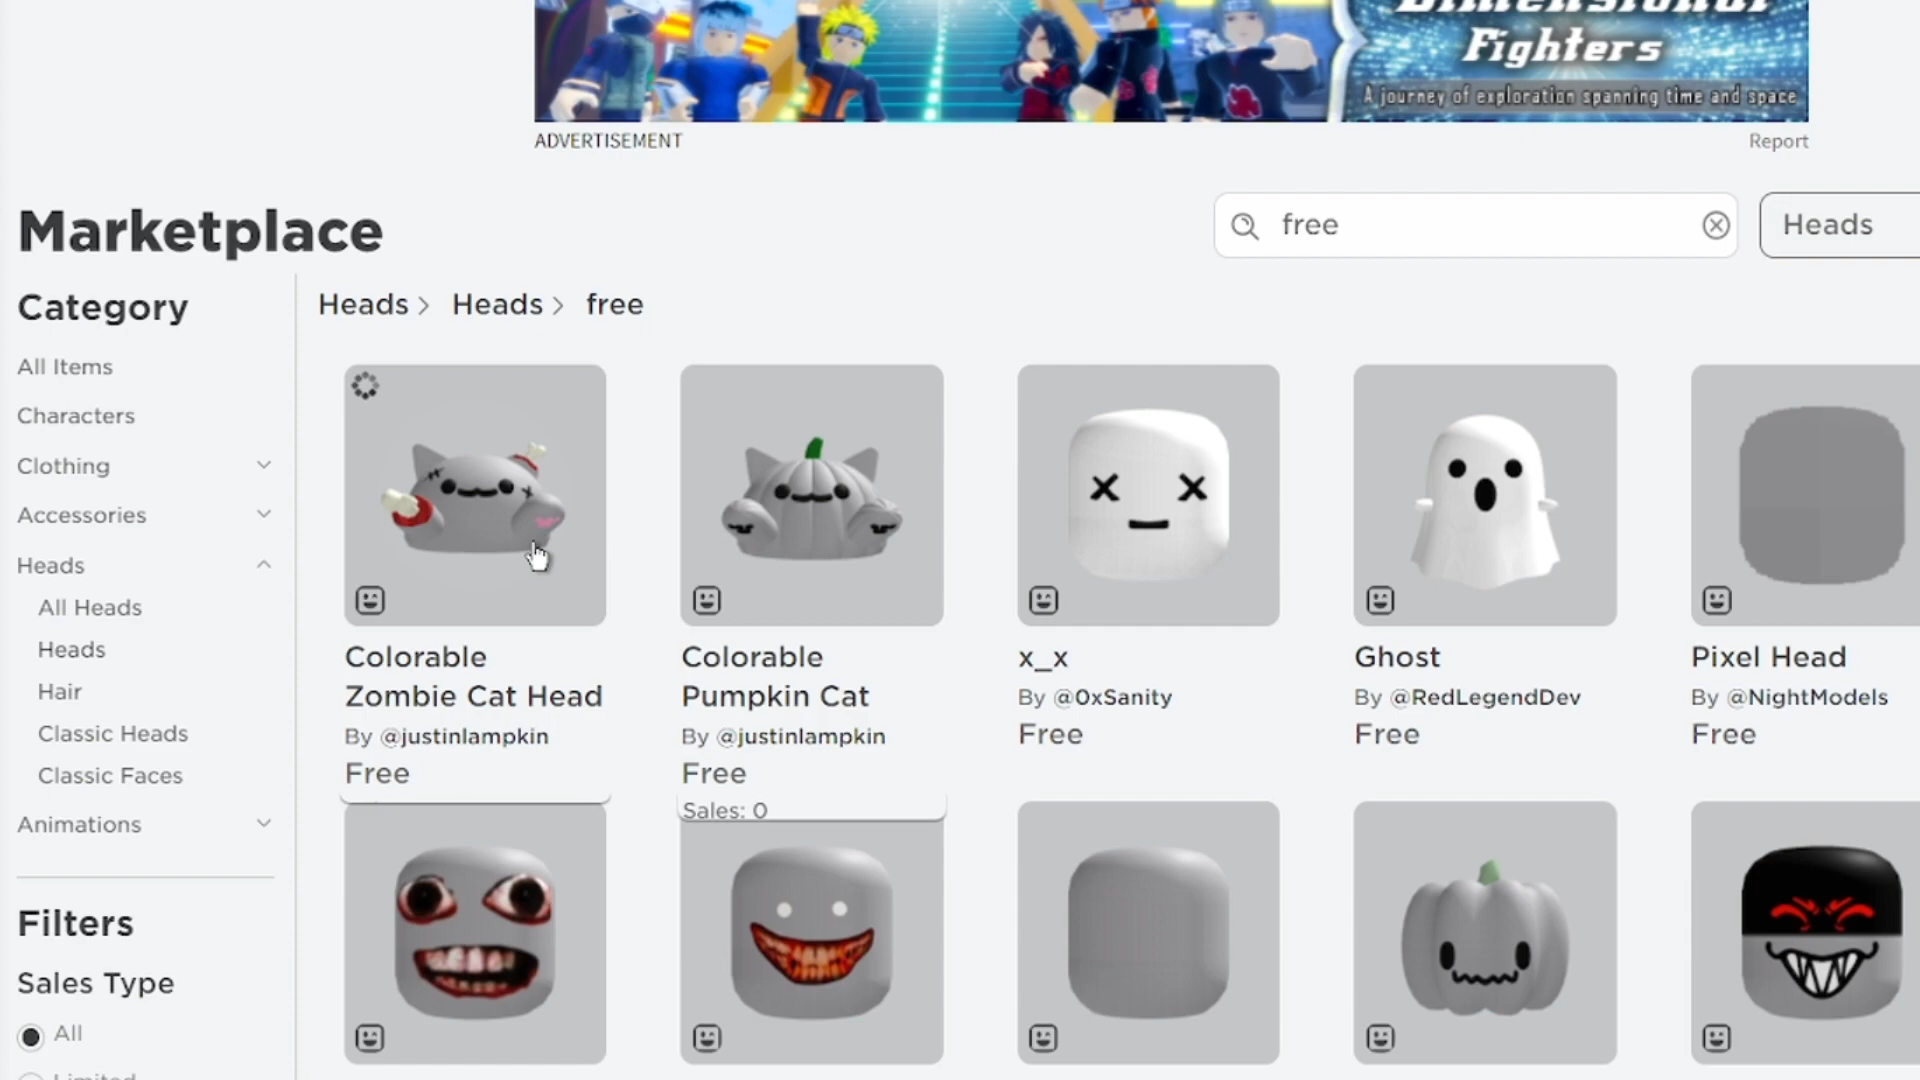 Dimensional
Fighters
A journey of exploration spanning time and space
ADVERTISEMENT
Report
Marketplace
free
Heads
Category
Heads > Heads > free
All Items
Characters
Clothing
Accessories
Heads
All Heads
Heads
Hair
Classic Heads
Classic Faces
Animations
Filters
Sales Type
All
Limited
Colorable
Zombie Cat Head
By @justinlampkin
Free
Colorable
Pumpkin Cat
By @justinlampkin
Free
Sales: 0
x_x
By @0xSanity
Free
Ghost
By @RedLegendDev
Free
Pixel Head
By @NightModels
Free